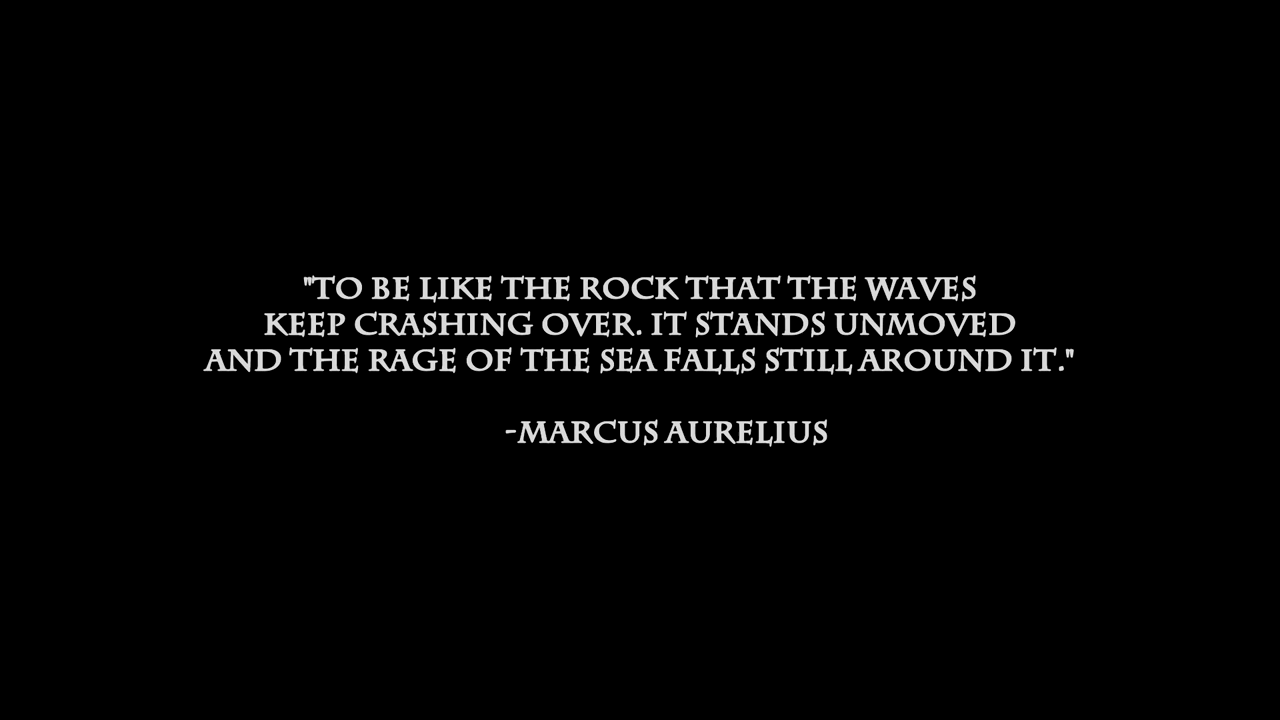 "TO BE LIKE THE ROCK THAT THE WAVES
KEEP CRASHING OVER. IT STANDS UNMOVED
AND THE RAGE OF THE SEA FALLS STILL AROUND IT."
-MARCUS AURELIUS